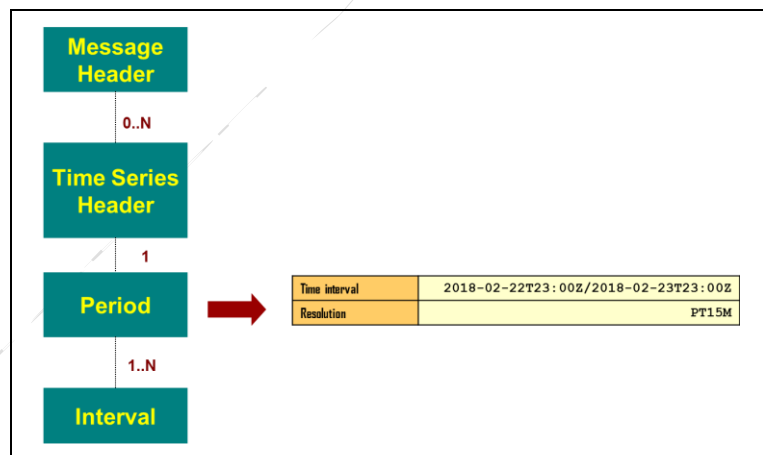 Message
Header
0..N
Time Series
Header
1
Period
Time interval 2018-02-22T23:00Z/2018-02-23T23:00Z
Resolution PT15M
1..N
Interval